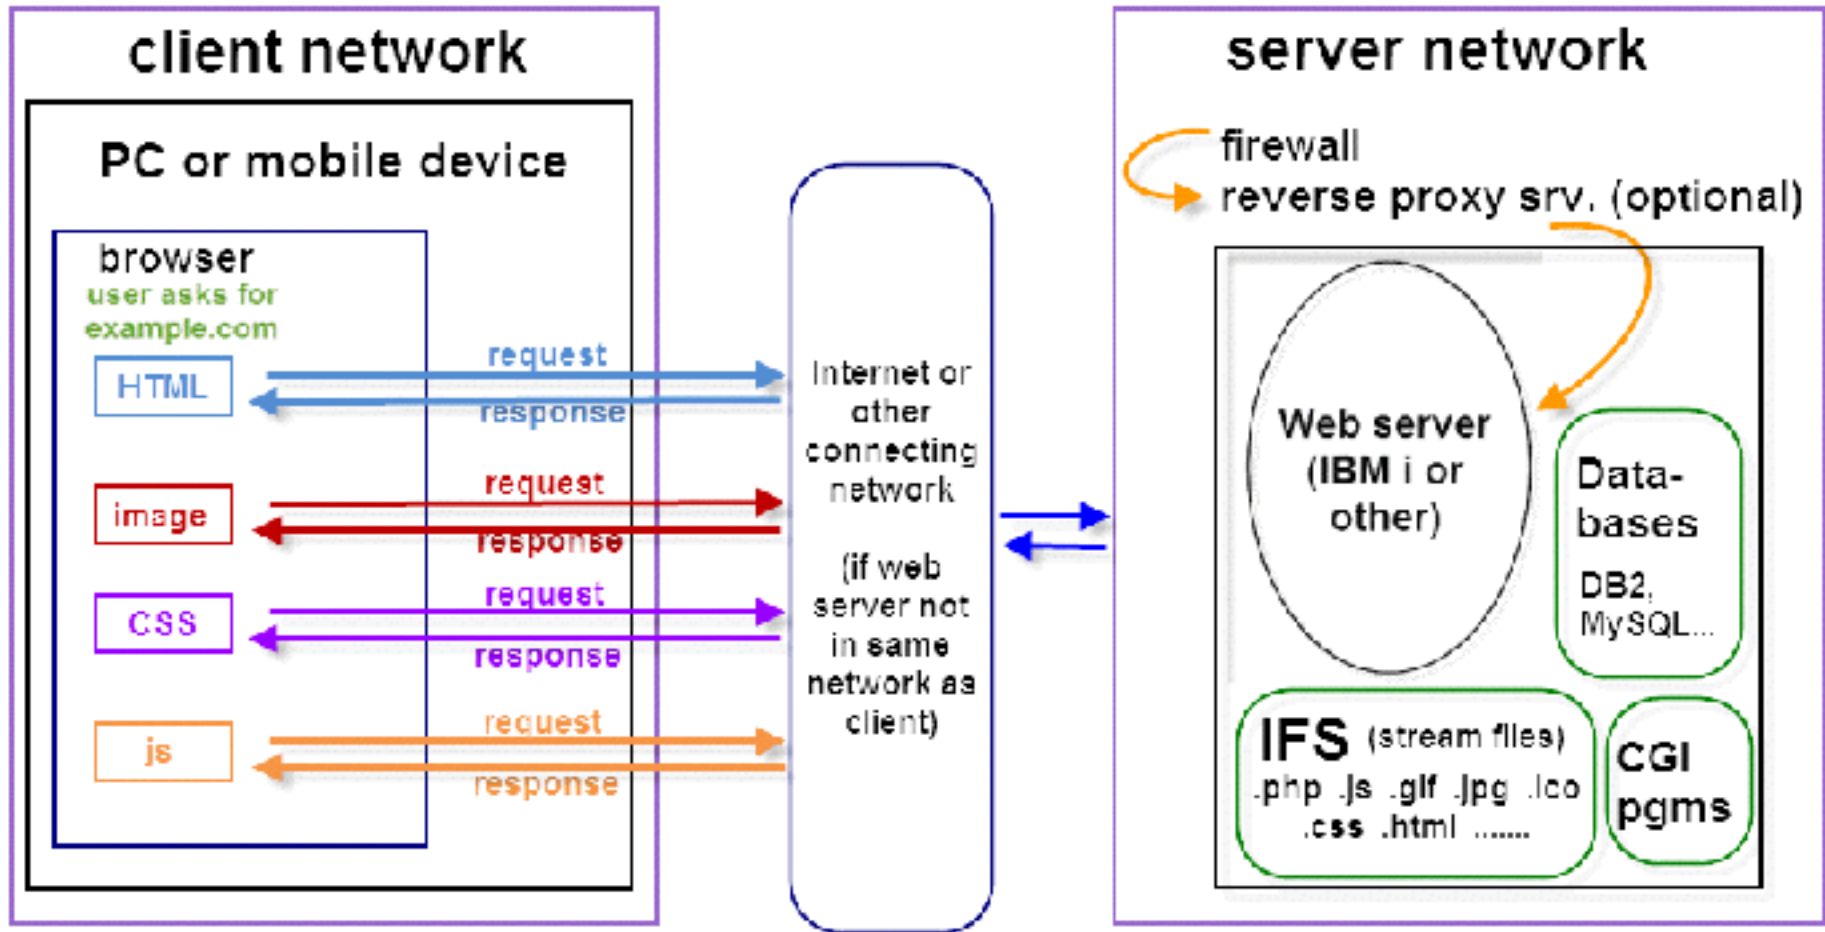 client network
PC or mobile device
browser
user asks for
example.com
HTML
request
response
image
request
response
CSS
request
response
js
request
response
Internet or
other
connecting
network
(if web
server not
in same
network as
client)
server network
firewall
reverse proxy srv. (optional)
Web server
(IBM i or
other)
Data-
bases
DB2,
MySQL...
IFS (stream files)
.php .js .gif .jpg .ico
.css .html .......
CGI
pgms